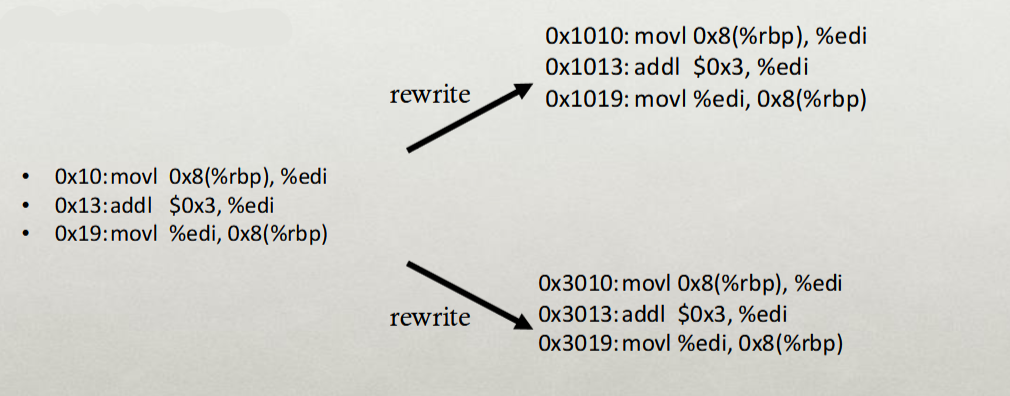 0x1010: movl 0x8(%rbp), %edi
0x1013: addl $0x3, %edi
rewrite
0x1019: movl %edi, 0x8(%rbp)
• 0x10: movl 0x8(%rbp), %edi
• 0x13: addl $0x3, %edi
• 0x19: movl %edi, 0x8(%rbp)
0x3010: movl 0x8(%rbp), %edi
rewrite
0x3013: addl $0x3, %edi
0x3019: movl %edi, 0x8(%rbp)